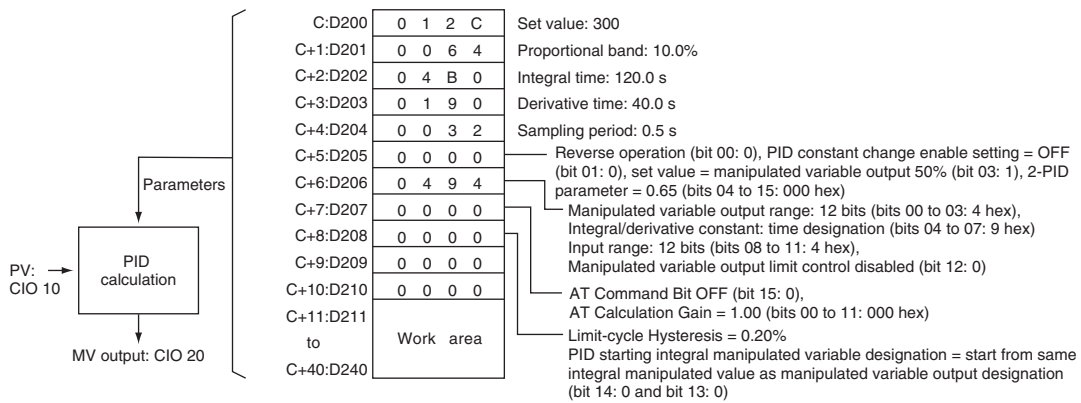 C:D200 0 1 2 C Set value: 300
C+1:D201 0 0 6 4 Proportional band: 10.0%
C+2:D202 0 4 B 0 Integral time: 120.0 s
C+3:D203 0 1 9 0 Derivative time: 40.0 s
C+4:D204 0 0 3 2 Sampling period: 0.5 s
C+5:D205 0 0 0 0
C+6:D206 0 4 9 4
C+7:D207 0 0 0 0
C+8:D208 0 0 0 0
C+9:D209 0 0 0 0
C+10:D210 0 0 0 0
C+11:D211
to
C+40:D240
Work area
Reverse operation (bit 00: 0), PID constant change enable setting = OFF
(bit 01: 0), set value = manipulated variable output 50% (bit 03: 1), 2-PID
parameter = 0.65 (bits 04 to 15: 000 hex)
Manipulated variable output range: 12 bits (bits 00 to 03: 4 hex),
Integral/derivative constant: time designation (bits 04 to 07: 9 hex)
Input range: 12 bits (bits 08 to 11: 4 hex),
Manipulated variable output limit control disabled (bit 12: 0)
AT Command Bit OFF (bit 15: 0),
AT Calculation Gain = 1.00 (bits 00 to 11: 000 hex)
Limit-cycle Hysteresis = 0.20%
PID starting integral manipulated variable designation = start from same
integral manipulated value as manipulated variable output designation
(bit 14: 0 and bit 13: 0)
Parameters
PV:
CIO 10
PID
calculation
MV output: CIO 20